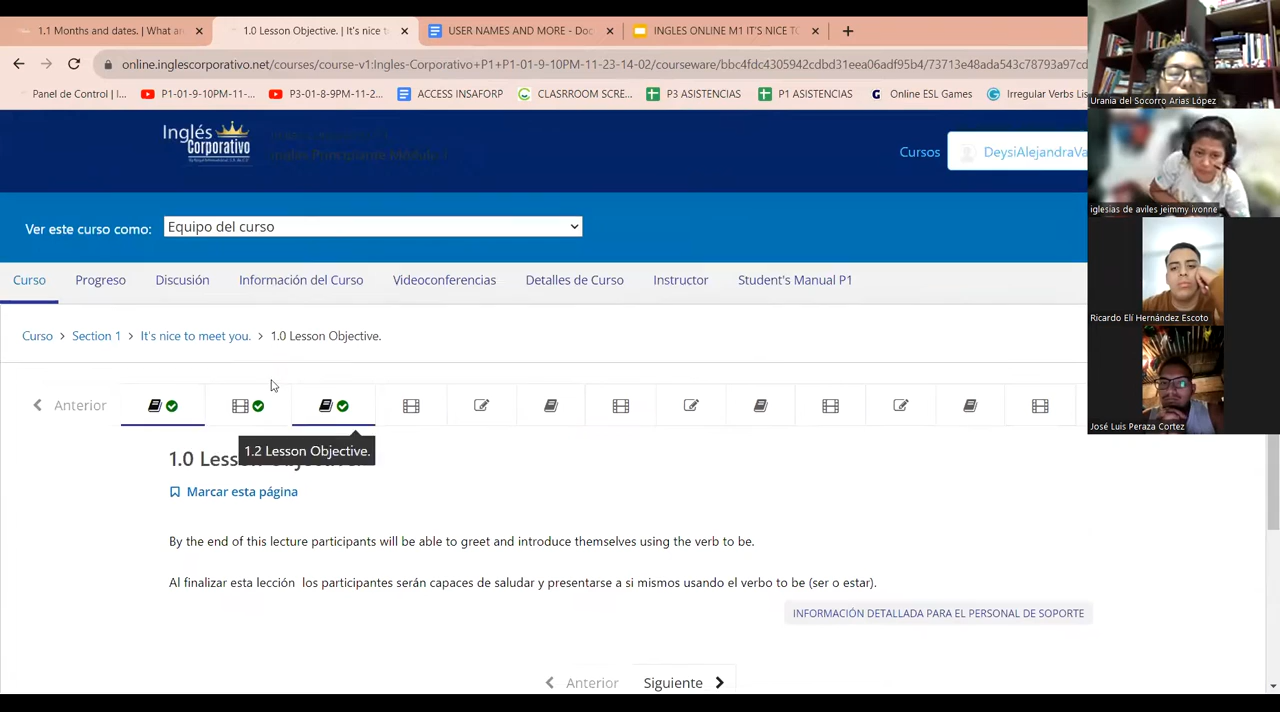 1.1 Months and dates. | What an
1.0 Lesson Objective. | It's nice t
USER NAMES AND MORE - Doc
INGLES ONLINE M1 IT'S NICE TO
online.inglescorporativo.net/courses/course-v1:Ingles-Corporativo+P1+P1-01-9-10PM-11-23-14-02/courseware/bbc4fdc4305942cdbd31eea06adf95b4/73713e48ada543c78793a97cd
Panel de Control | I...
P1-01-9-10PM-11-...
P3-01-8-9PM-11-2...
ACCESS INSAFORP
CLASRROOM SCRE...
P3 ASISTENCIAS
P1 ASISTENCIAS
Online ESL Games
Irregular Verbs Lis
Inglés
Corporativo
Cursos
DeysiAlejandraVa
Ver este curso como:
Equipo del curso
Curso
Progreso
Discusión
Información del Curso
Videoconferencias
Detalles de Curso
Instructor
Student's Manual P1
Curso > Section 1 > It's nice to meet you. > 1.0 Lesson Objective.
Anterior
1.2 Lesson Objective.
1.0 Less
Marcar esta página
By the end of this lecture participants will be able to greet and introduce themselves using the verb to be.
Al finalizar esta lección los participantes serán capaces de saludar y presentarse a si mismos usando el verbo to be (ser o estar).
INFORMACIÓN DETALLADA PARA EL PERSONAL DE SOPORTE
Anterior
Siguiente
Urania del Socorro Arias López
iglesias de aviles jeimmy ivonne
Ricardo Elí Hernández Escoto
José Luis Peraza Cortez